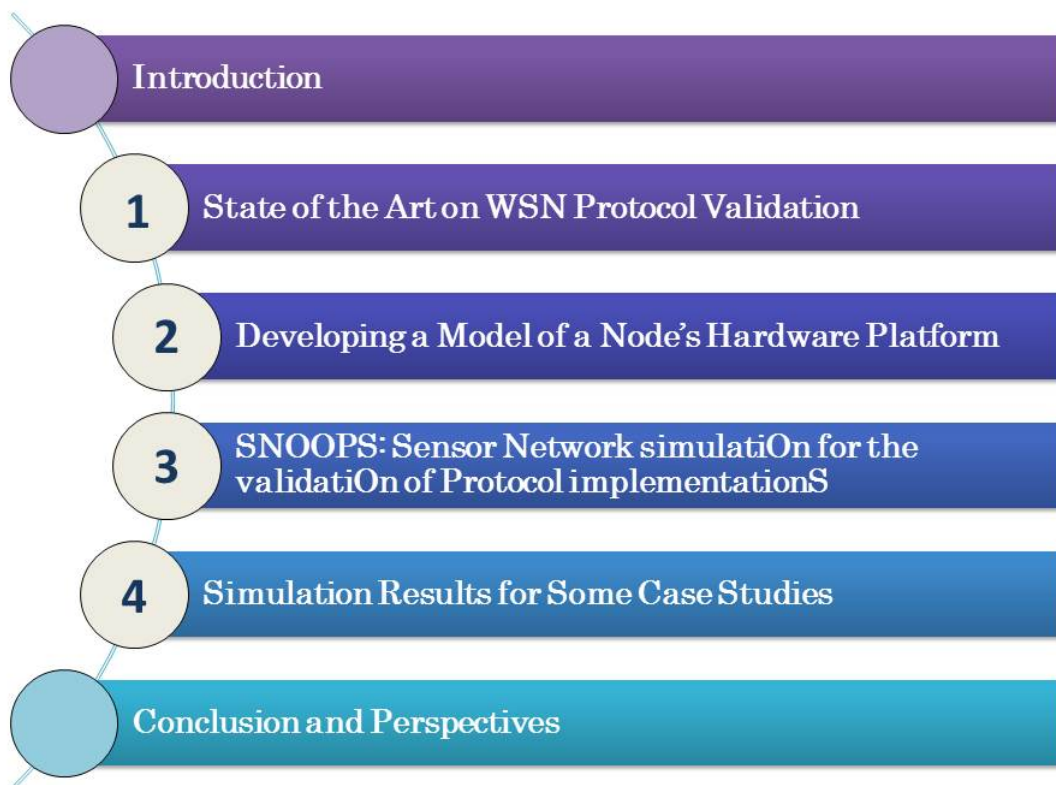 Introduction
1
State of the Art on WSN Protocol Validation
2
Developing a Model of a Node's Hardware Platform
3
SNOOPS: Sensor Network simulatiOn for the
validatiOn of Protocol implementationS
4
Simulation Results for Some Case Studies
Conclusion and Perspectives